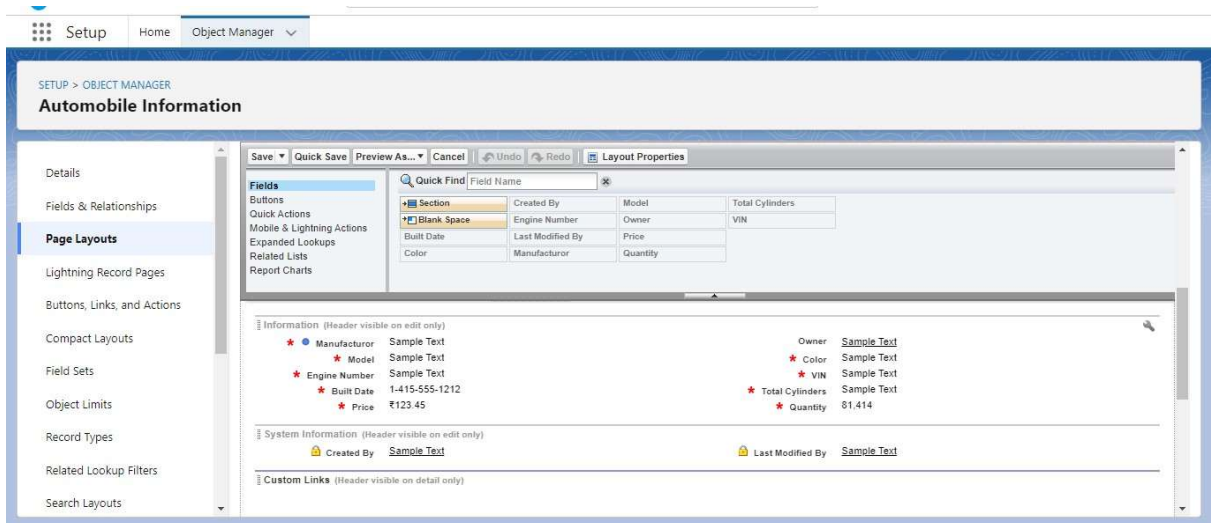 Setup Home Object Manager
SETUP > OBJECT MANAGER
Automobile Information
Details
Fields & Relationships
Page Layouts
Lightning Record Pages
Buttons, Links, and Actions
Compact Layouts
Field Sets
Object Limits
Record Types
Related Lookup Filters
Search Layouts
Save Quick Save Preview As... Cancel Undo Redo Layout Properties
Fields
Buttons
Quick Actions
Mobile & Lightning Actions
Expanded Lookups
Related Lists
Report Charts
Quick Find Field Name
Section Created By Model Total Cylinders
Blank Space Engine Number Owner VIN
Built Date Last Modified By Price
Color Manufacturor Quantity
Information (Header visible on edit only)
* Manufacturor Sample Text Owner Sample Text
* Model Sample Text * Color Sample Text
* Engine Number Sample Text * VIN Sample Text
* Built Date 1-415-555-1212 * Total Cylinders Sample Text
* Price ₹123.45 * Quantity 81,414
System Information (Header visible on edit only)
Created By Sample Text Last Modified By Sample Text
Custom Links (Header visible on detail only)